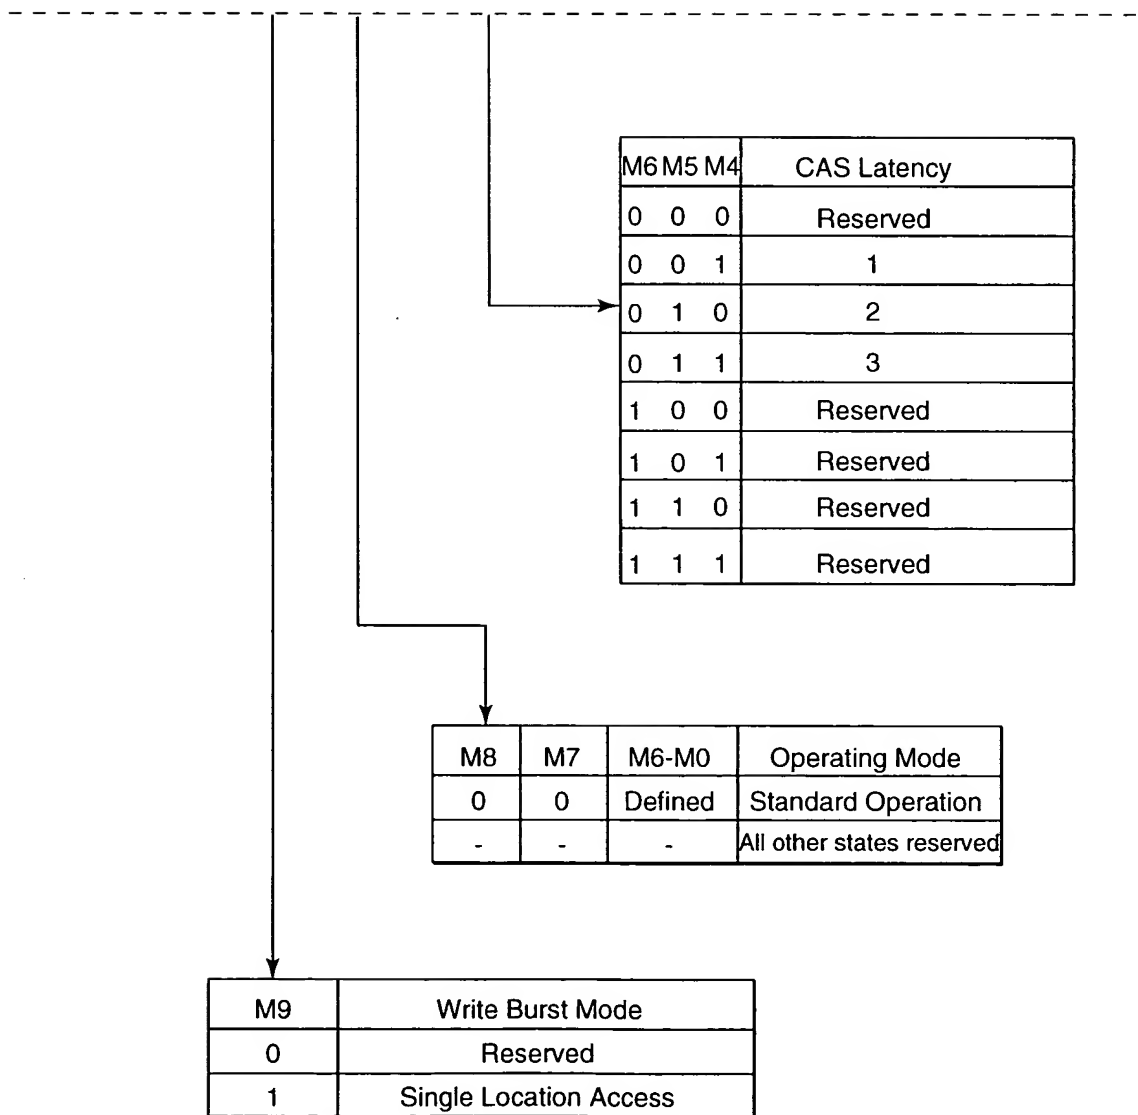 M6 M5 M4 CAS Latency
0 0 0 Reserved
0 0 1 1
0 1 0 2
0 1 1 3
1 0 0 Reserved
1 0 1 Reserved
1 1 0 Reserved
1 1 1 Reserved
M8 M7 M6-M0 Operating Mode
0 0 Defined Standard Operation
- - - All other states reserved
M9 Write Burst Mode
0 Reserved
1 Single Location Access